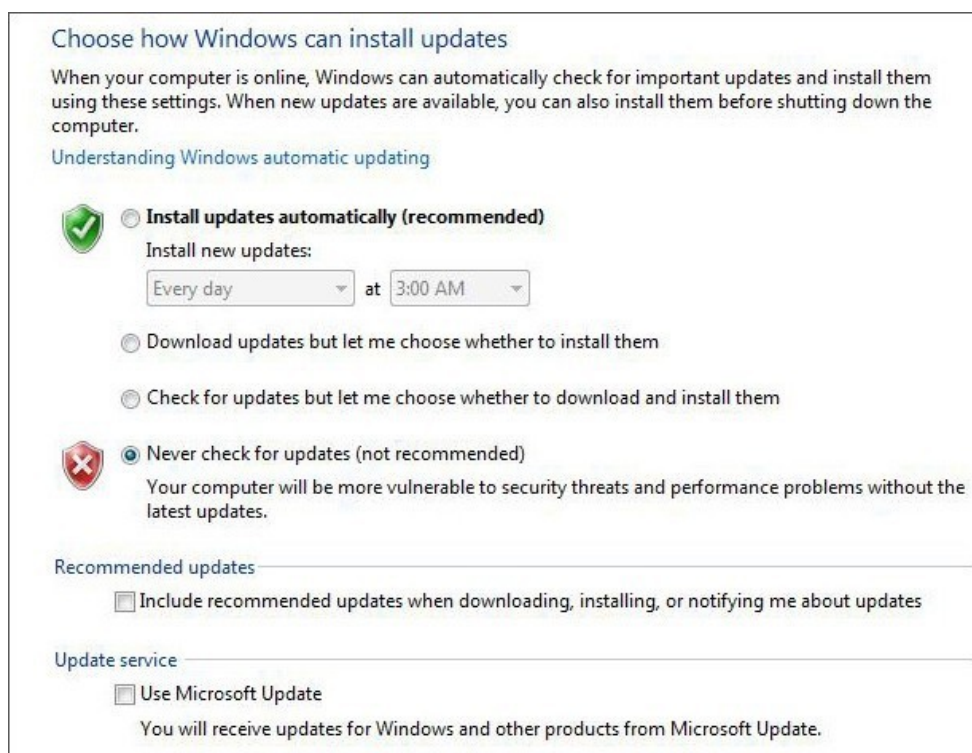 Choose how Windows can install updates
When your computer is online, Windows can automatically check for important updates and install them
using these settings. When new updates are available, you can also install them before shutting down the
computer.
Understanding Windows automatic updating
Install updates automatically (recommended)
Install new updates:
Every day at 3:00 AM
Download updates but let me choose whether to install them
Check for updates but let me choose whether to download and install them
Never check for updates (not recommended)
Your computer will be more vulnerable to security threats and performance problems without the
latest updates.
Recommended updates
Include recommended updates when downloading, installing, or notifying me about updates
Update service
Use Microsoft Update
You will receive updates for Windows and other products from Microsoft Update.